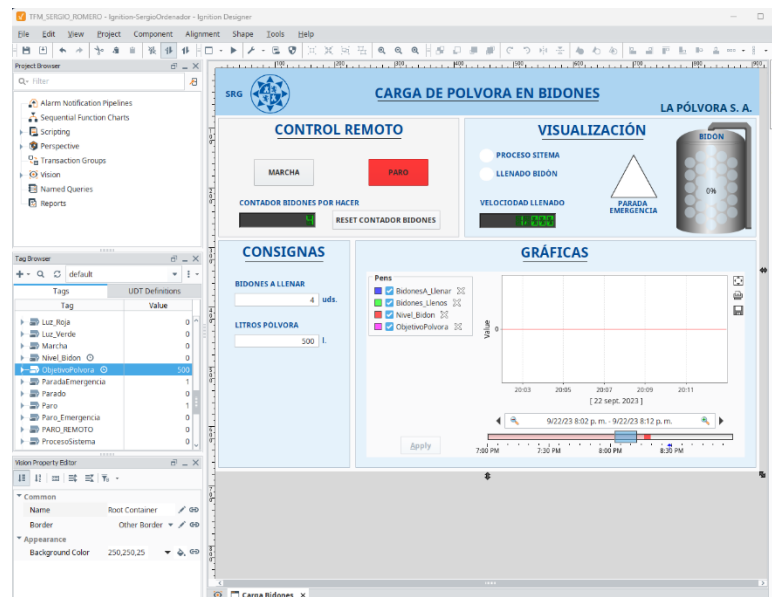 TFM_SERGIO_ROMERO - Ignition-SergioOrdenador - Ignition Designer
File Edit View Project Component Alignment Shape Tools Help
Project Browser
Filter
Alarm Notification Pipelines
Sequential Function Charts
Scripting
Perspective
Transaction Groups
Vision
Named Queries
Reports
Tag Browser
default
Tags UDT Definitions
Tag Value
Luz_Roja 0
Luz_Verde 0
Marcha 0
Nivel_Bidon 0
ObjetivoPolvora 500
ParadaEmergencia 1
Parado 0
Paro 1
Paro_Emergencia 0
PARO_REMOTO 0
ProcesoSistema 0
Vision Property Editor
Common
Name Root Container
Border Other Border
Appearance
Background Color 250,250,25
SRG
CARGA DE POLVORA EN BIDONES
LA PÓLVORA S. A.
CONTROL REMOTO
MARCHA PARO
CONTADOR BIDONES POR HACER
4 RESET CONTADOR BIDONES
VISUALIZACIÓN
PROCESO SITEMA
LLENADO BIDÓN
VELOCIODAD LLENADO
PARADA
EMERGENCIA
BIDON
0%
CONSIGNAS
BIDONES A LLENAR
4 uds.
LITROS POLVORA
500 l.
GRÁFICAS
Pens
BidonesA_Llenar
Bidones_Llenos
Nivel_Bidon
ObjetivoPolvora
Apply
Value
0
20:03 20:05 20:07 20:09 20:11
[ 22 sept. 2023 ]
9/22/23 8:02 p. m. - 9/22/23 8:12 p. m.
7:00 PM 7:30 PM 8:00 PM 8:30 PM
Carga Bidones